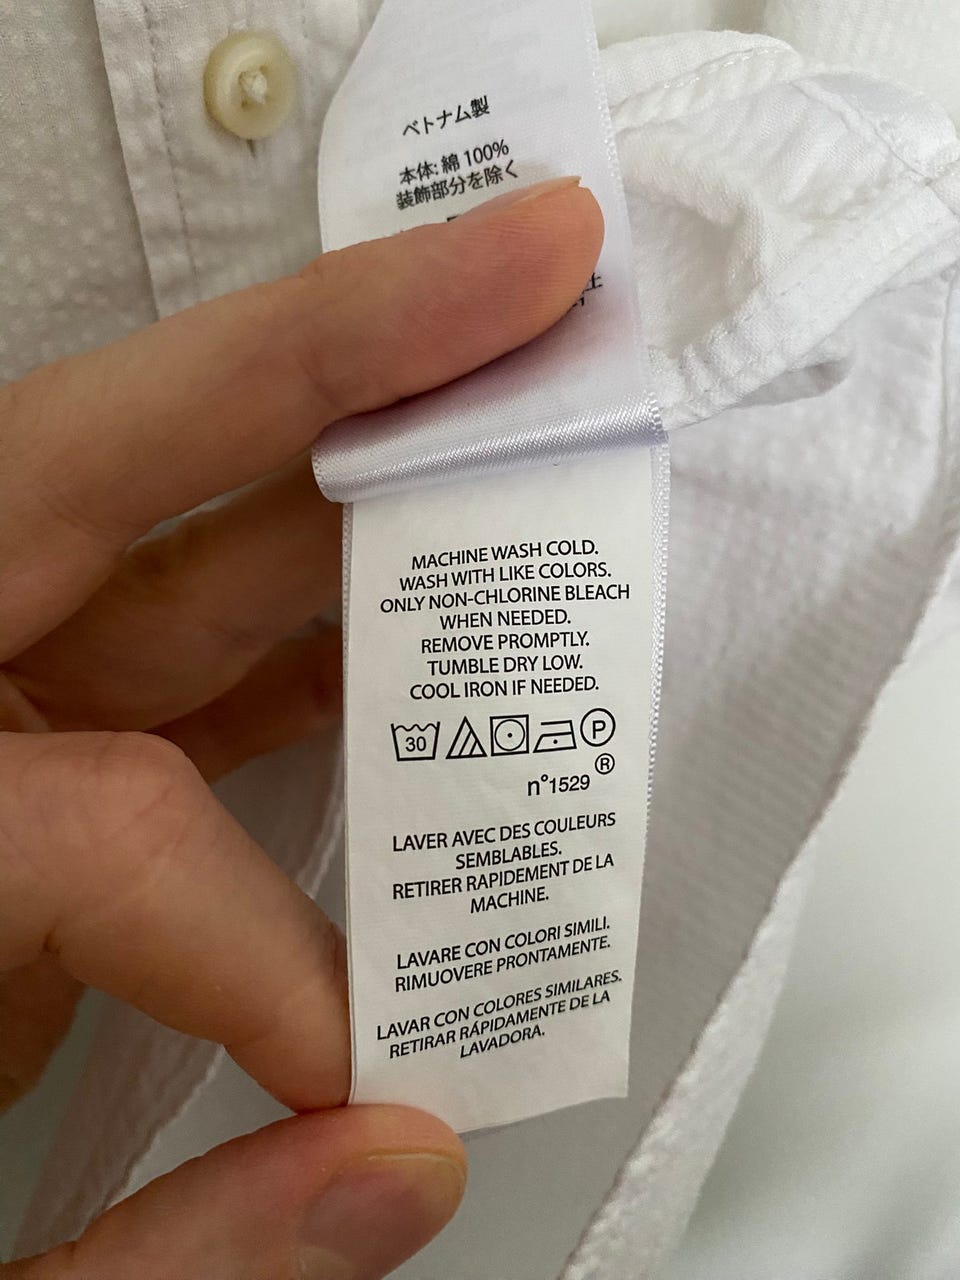 ベトナム製
本体: 綿 100%
装飾部分を除く
MACHINE WASH COLD.
WASH WITH LIKE COLORS.
ONLY NON-CHLORINE BLEACH
WHEN NEEDED.
REMOVE PROMPTLY.
TUMBLE DRY LOW.
COOL IRON IF NEEDED.
30 P
®
n°1529
LAVER AVEC DES COULEURS
SEMBLABLES.
RETIRER RAPIDEMENT DE LA
MACHINE.
LAVARE CON COLORI SIMILI.
RIMUOVERE PRONTAMENTE.
LAVAR CON COLORES SIMILARES.
RETIRAR RÁPIDAMENTE DE LA
LAVADORA.